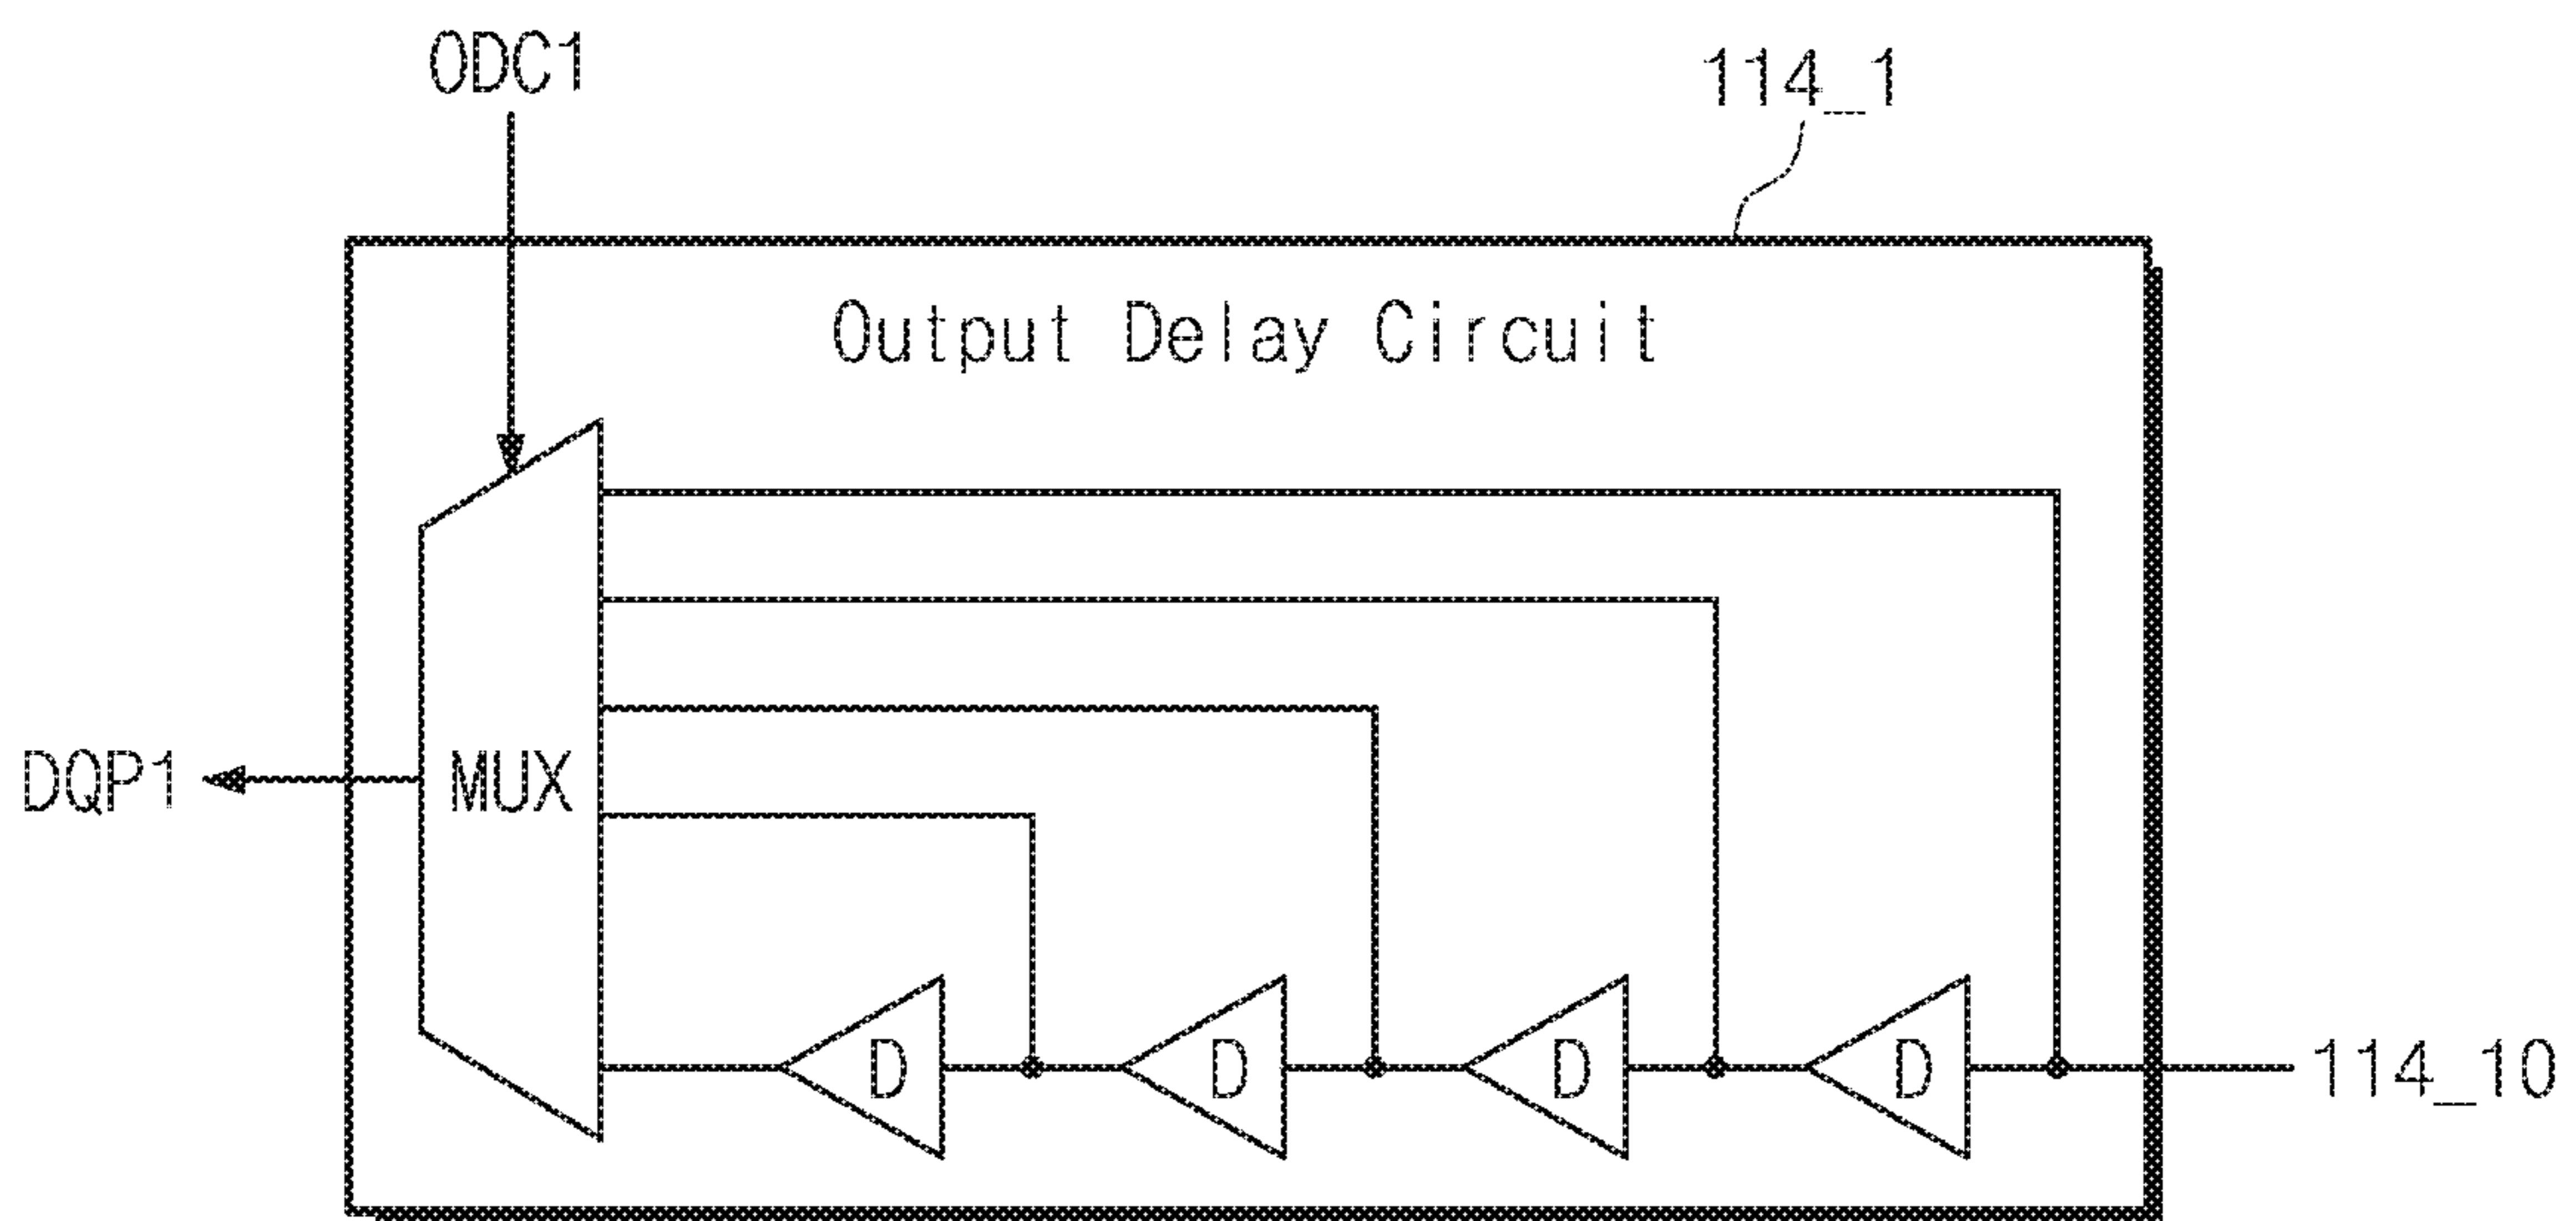 ODC1
114_1
Output Delay Circuit
DQP1
MUX
D
D
D
D
114_10